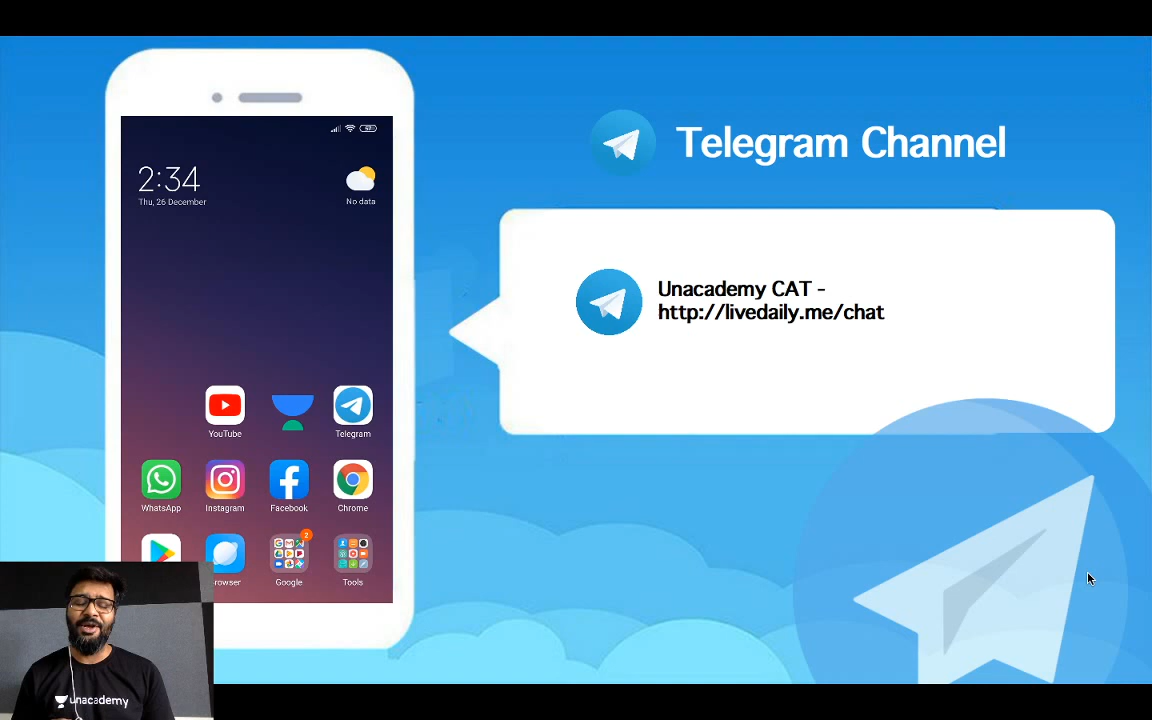 2:34
Thu, 26 December
No data
YouTube
Telegram
WhatsApp
Instagram
Facebook
Chrome
2
Google
Tools
Telegram Channel
Unacademy CAT -
http://livedaily.me/chat
unacademy